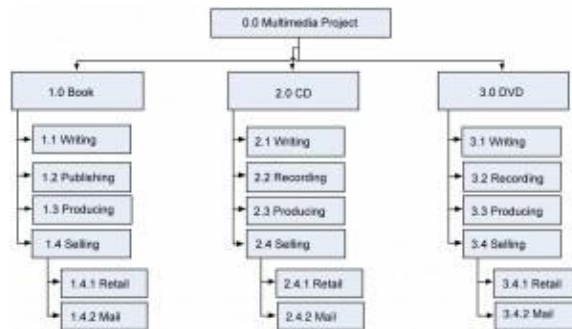 0.0 Multimedia Project
1.0 Book
2.0 CD
3.0 DVD
1.1 Writing
2.1 Writing
3.1 Writing
1.2 Publishing
2.2 Recording
3.2 Recording
1.3 Producing
2.3 Producing
3.3 Producing
1.4 Selling
2.4 Selling
3.4 Selling
1.4.1 Retail
2.4.1 Retail
3.4.1 Retail
1.4.2 Mail
2.4.2 Mail
3.4.2 Mail